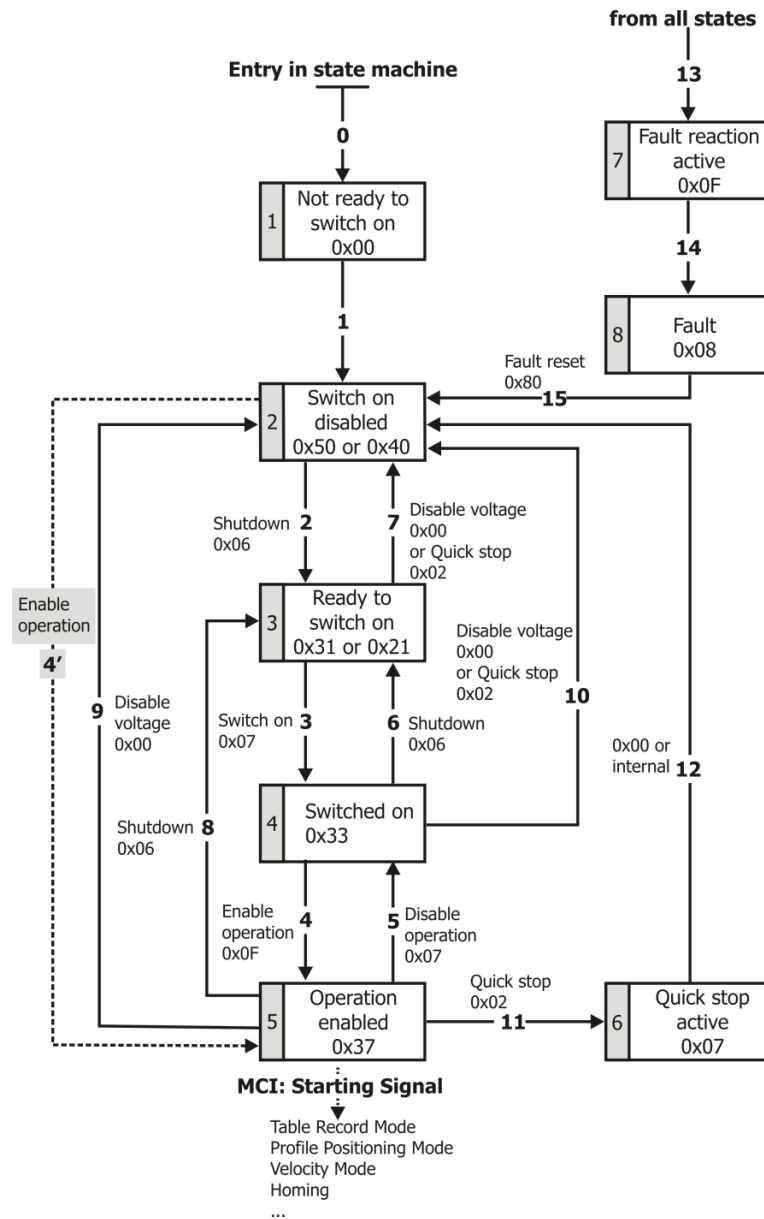 from all states
Entry in state machine
13
0
7
Fault reaction
active
0x0F
1
Not ready to
switch on
0x00
14
1
8
Fault
0x08
Fault reset
0x80
15
2
Switch on
disabled
0x50 or 0x40
Shutdown
0x06
2
7
Disable voltage
0x00
or Quick stop
0x02
Enable
operation
4’
3
Ready to
switch on
0x31 or 0x21
Disable voltage
0x00
or Quick stop
0x02
10
9
Disable
voltage
0x00
Switch on
0x07
3
6
Shutdown
0x06
0x00 or
internal
12
4
Switched on
0x33
Shutdown
0x06
8
Enable
operation
0x0F
4
5
Disable
operation
0x07
5
Operation
enabled
0x37
Quick stop
0x02
11
6
Quick stop
active
0x07
MCI: Starting Signal
Table Record Mode
Profile Positioning Mode
Velocity Mode
Homing
...